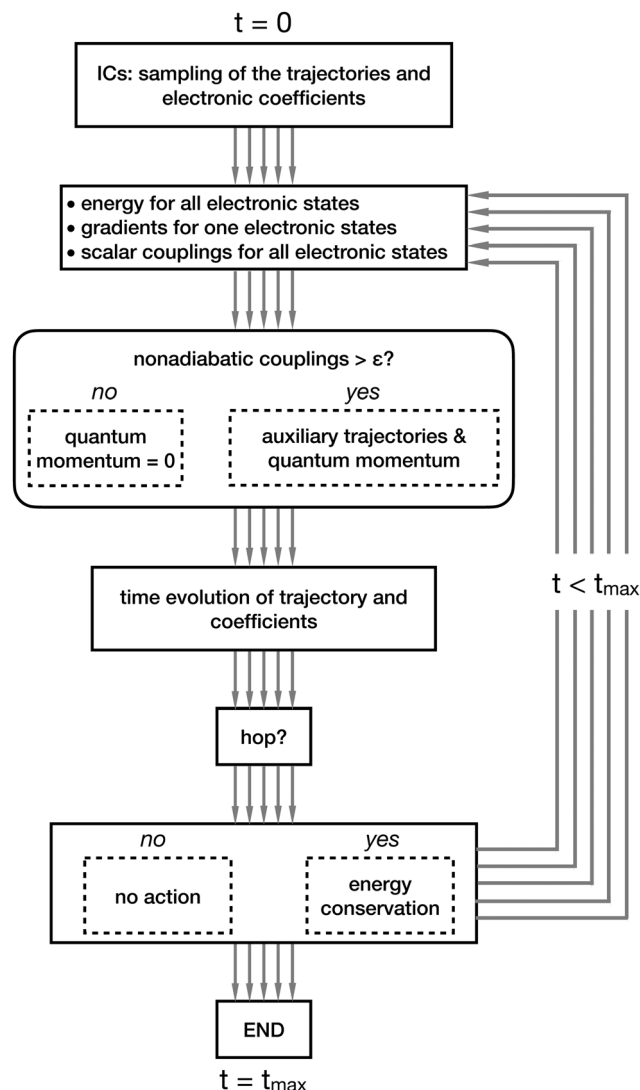 t = 0
ICs: sampling of the trajectories and
electronic coefficients
• energy for all electronic states
• gradients for one electronic states
• scalar couplings for all electronic states
nonadiabatic couplings > ε?
no
yes
quantum
momentum = 0
auxiliary trajectories &
quantum momentum
t < tmax
time evolution of trajectory and
coefficients
hop?
no
yes
no action
energy
conservation
END
t = tmax